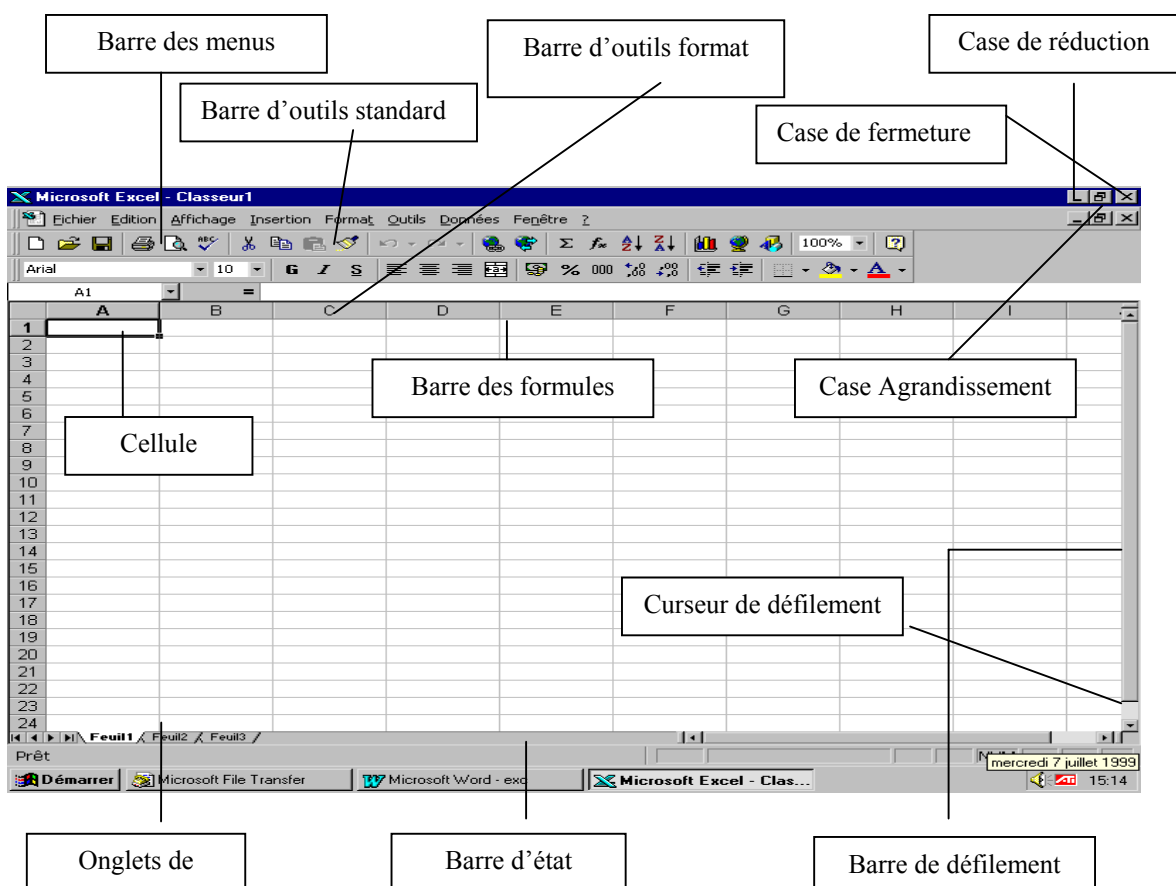 Barre des menus
Barre d'outils format
Case de réduction
Barre d'outils standard
Case de fermeture
Microsoft Excel - Classeur1
Fichier Edition Affichage Insertion Format Outils Données Fenêtre ?
100%
Arial 10 G I S % 000
A1 =
A B C D E F G H I
1
2
3
4
5
6
7
8
9
10
11
12
13
14
15
16
17
18
19
20
21
22
23
24
Barre des formules
Case Agrandissement
Cellule
Curseur de défilement
Feuil1 Feuil2 Feuil3
Prêt
mercredi 7 juillet 1999
Démarrer Microsoft File Transfer Microsoft Word - exc Microsoft Excel - Clas... 15:14
Onglets de
Barre d'état
Barre de défilement